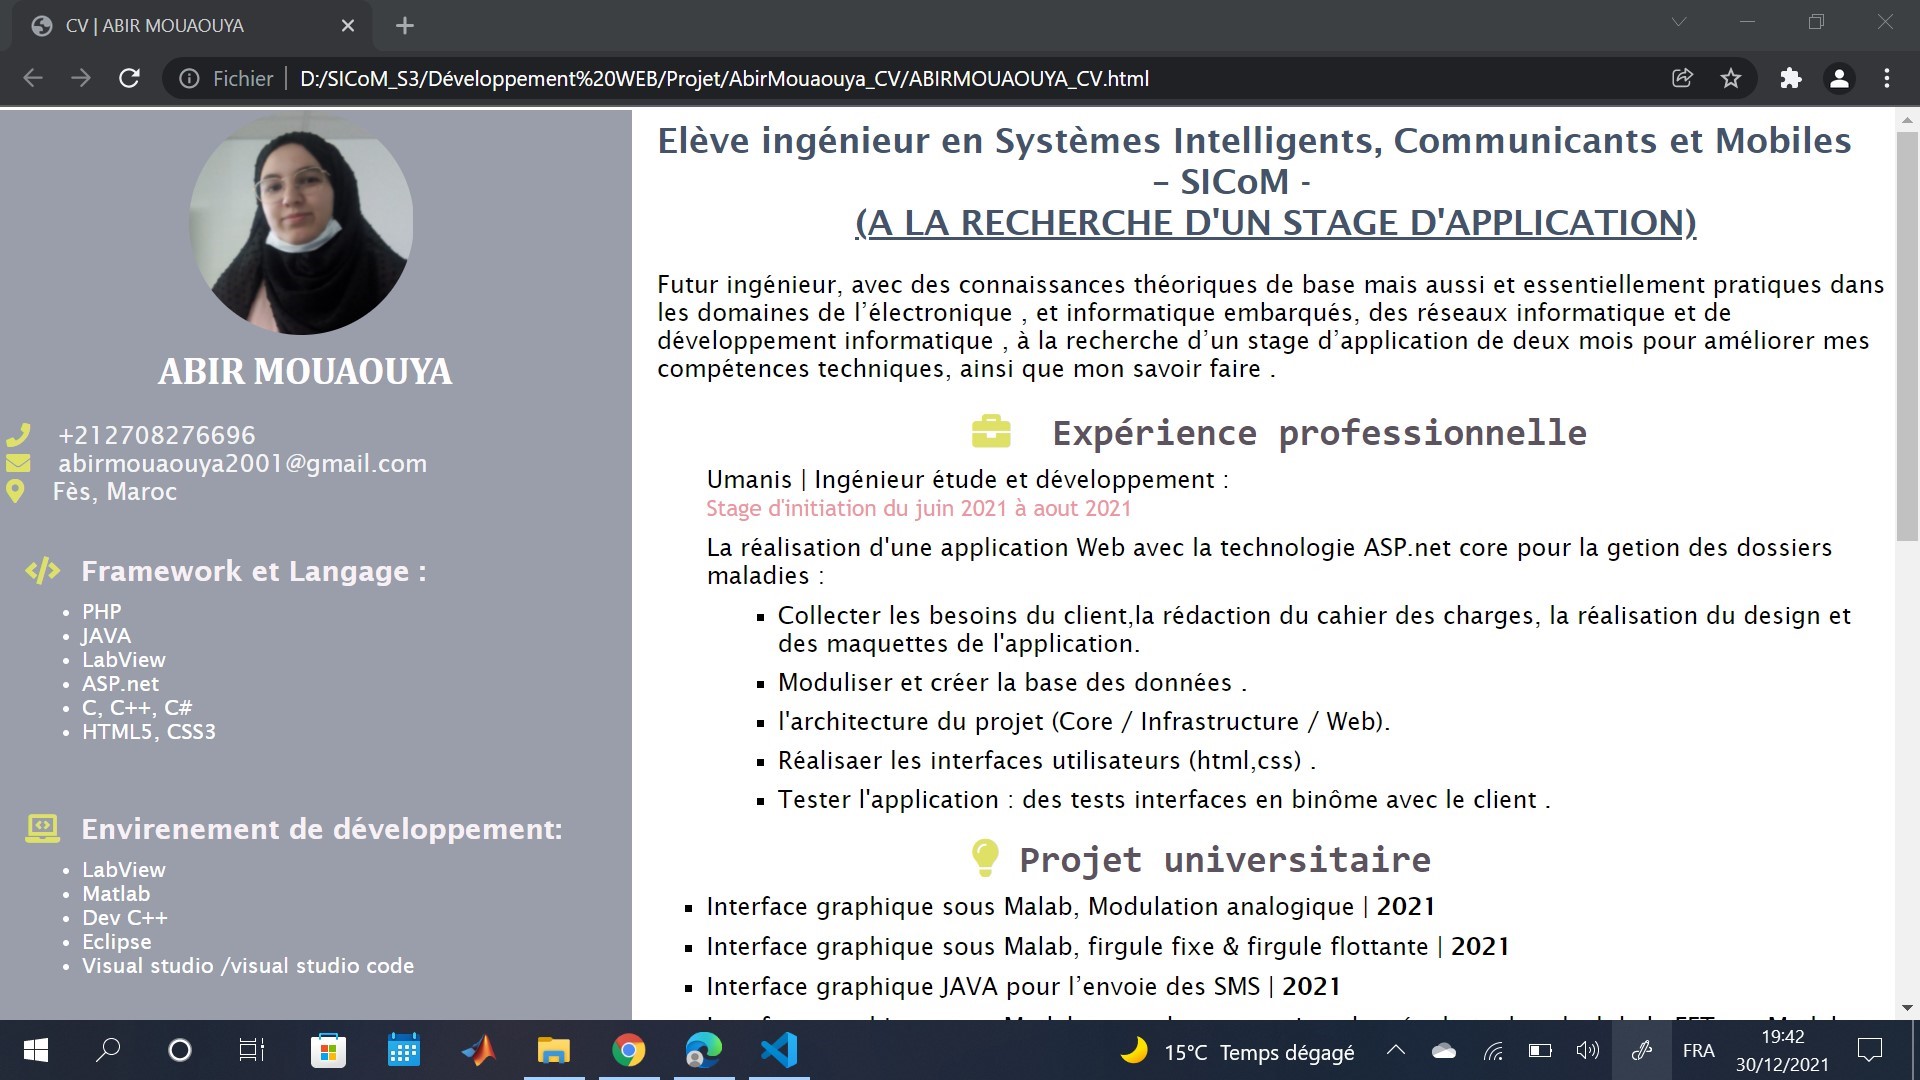 CV | ABIR MOUAOUYA
Fichier
D:/SICoM_S3/Développement%20WEB/Projet/AbirMouaouya_CV/ABIRMOUAOUYA_CV.html
ABIR MOUAOUYA
+212708276696
abirmouaouya2001@gmail.com
Fès, Maroc
Framework et Langage :
PHP
JAVA
LabView
ASP.net
C, C++, C#
HTML5, CSS3
Envirenement de développement:
LabView
Matlab
Dev C++
Eclipse
Visual studio /visual studio code
Elève ingénieur en Systèmes Intelligents, Communicants et Mobiles
– SICoM -
(A LA RECHERCHE D'UN STAGE D'APPLICATION)
Futur ingénieur, avec des connaissances théoriques de base mais aussi et essentiellement pratiques dans
les domaines de l’électronique , et informatique embarqués, des réseaux informatique et de
développement informatique , à la recherche d’un stage d’application de deux mois pour améliorer mes
compétences techniques, ainsi que mon savoir faire .
Expérience professionnelle
Umanis | Ingénieur étude et développement :
Stage d'initiation du juin 2021 à aout 2021
La réalisation d'une application Web avec la technologie ASP.net core pour la getion des dossiers
maladies :
Collecter les besoins du client,la rédaction du cahier des charges, la réalisation du design et
des maquettes de l'application.
Moduliser et créer la base des données .
l'architecture du projet (Core / Infrastructure / Web).
Réalisaer les interfaces utilisateurs (html,css) .
Tester l'application : des tests interfaces en binôme avec le client .
Projet universitaire
Interface graphique sous Malab, Modulation analogique | 2021
Interface graphique sous Malab, firgule fixe & firgule flottante | 2021
Interface graphique JAVA pour l’envoie des SMS | 2021
15°C Temps dégagé
FRA
19:42
30/12/2021